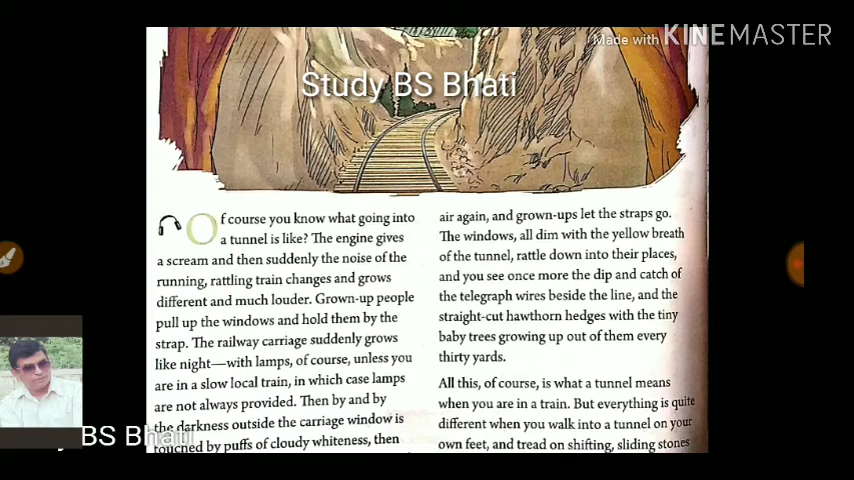 Made with KINEMASTER
Study BS Bhati
Of course you know what going into
a tunnel is like? The engine gives
a scream and then suddenly the noise of the
running, rattling train changes and grows
different and much louder. Grown-up people
pull up the windows and hold them by the
strap. The railway carriage suddenly grows
like night—with lamps, of course, unless you
are in a slow local train, in which case lamps
are not always provided. Then by and by
the darkness outside the carriage window is
touched by puffs of cloudy whiteness, then
air again, and grown-ups let the straps go.
The windows, all dim with the yellow breath
of the tunnel, rattle down into their places,
and you see once more the dip and catch of
the telegraph wires beside the line, and the
straight-cut hawthorn hedges with the tiny
baby trees growing up out of them every
thirty yards.
All this, of course, is what a tunnel means
when you are in a train. But everything is quite
different when you walk into a tunnel on your
own feet, and tread on shifting, sliding stones
BS Bhati